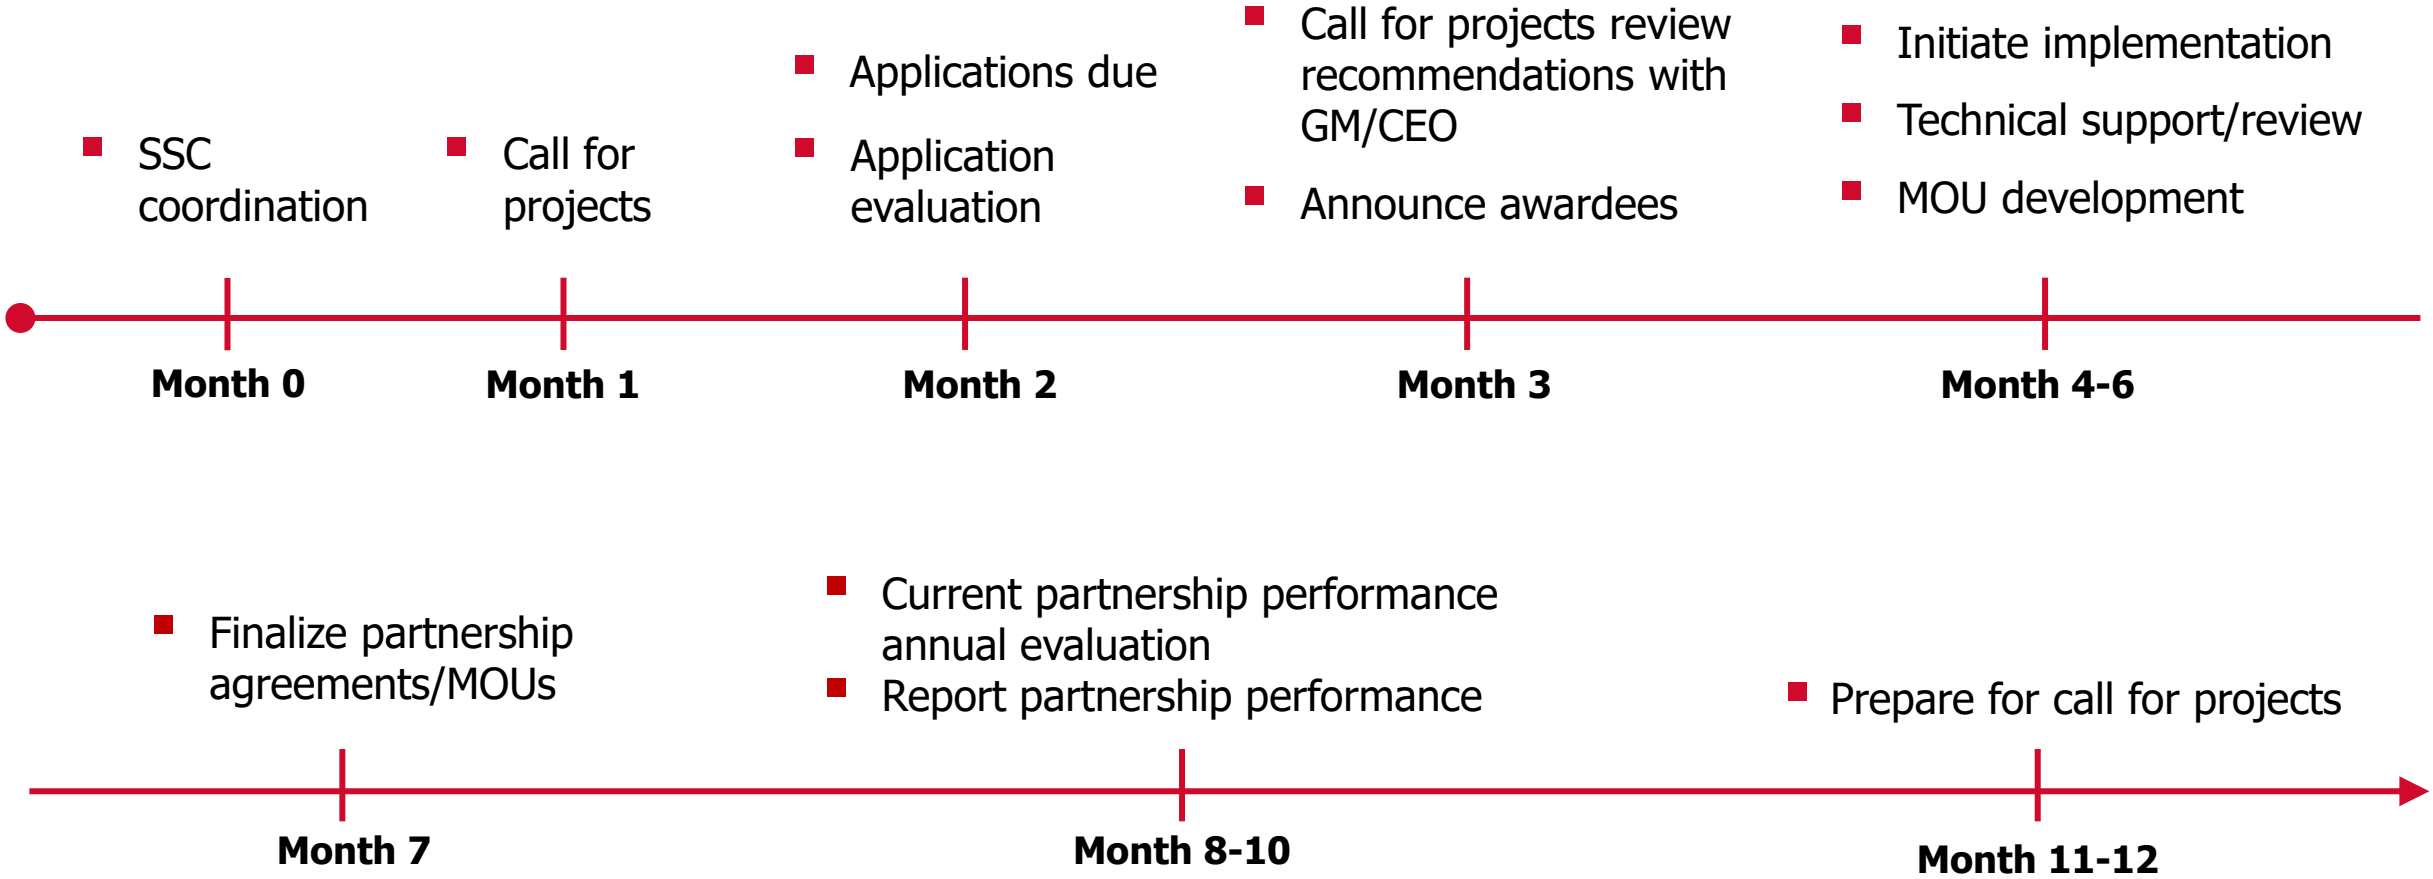 SSC
coordination
Call for
projects
Applications due
Application
evaluation
Call for projects review
recommendations with
GM/CEO
Announce awardees
Initiate implementation
Technical support/review
MOU development
Month 0
Month 1
Month 2
Month 3
Month 4-6
Finalize partnership
agreements/MOUs
Current partnership performance
annual evaluation
Report partnership performance
Prepare for call for projects
Month 7
Month 8-10
Month 11-12